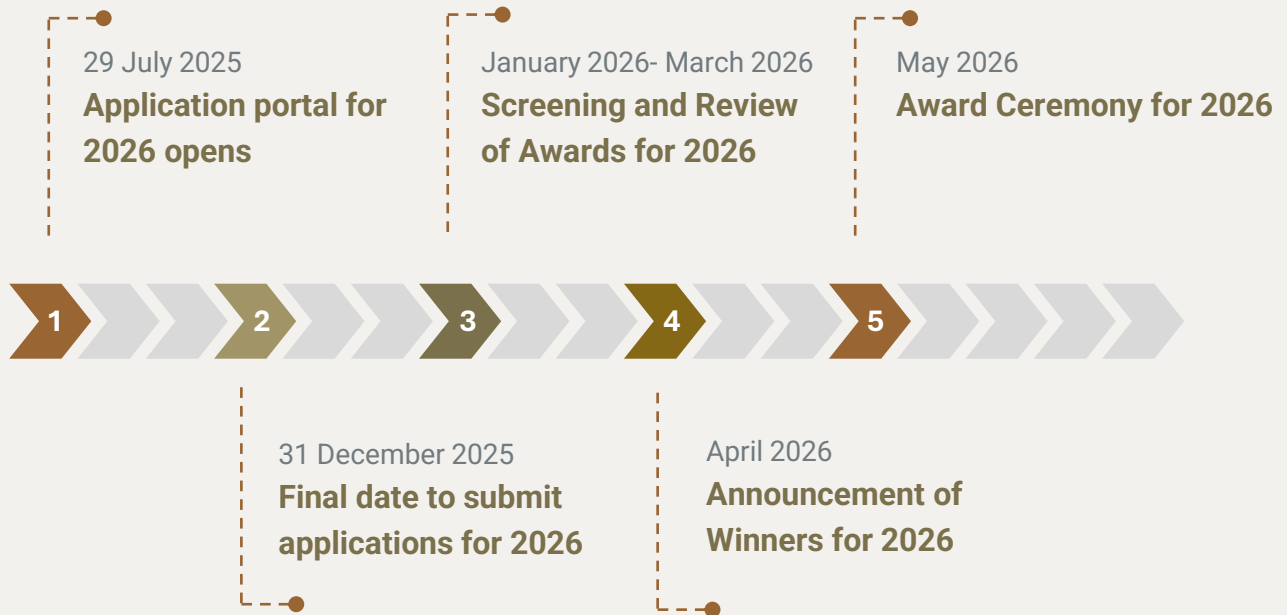 29 July 2025
Application portal for
2026 opens
January 2026- March 2026
Screening and Review
of Awards for 2026
May 2026
Award Ceremony for 2026
1
2
3
4
5
31 December 2025
Final date to submit
applications for 2026
April 2026
Announcement of
Winners for 2026